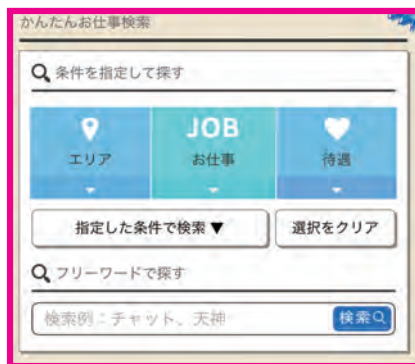 かんたんお仕事検索
条件を指定して探す
エリア
JOB
お仕事
待遇
指定した条件で検索▼
選択をクリア
フリーワードで探す
検索例：チャット、天神
検索